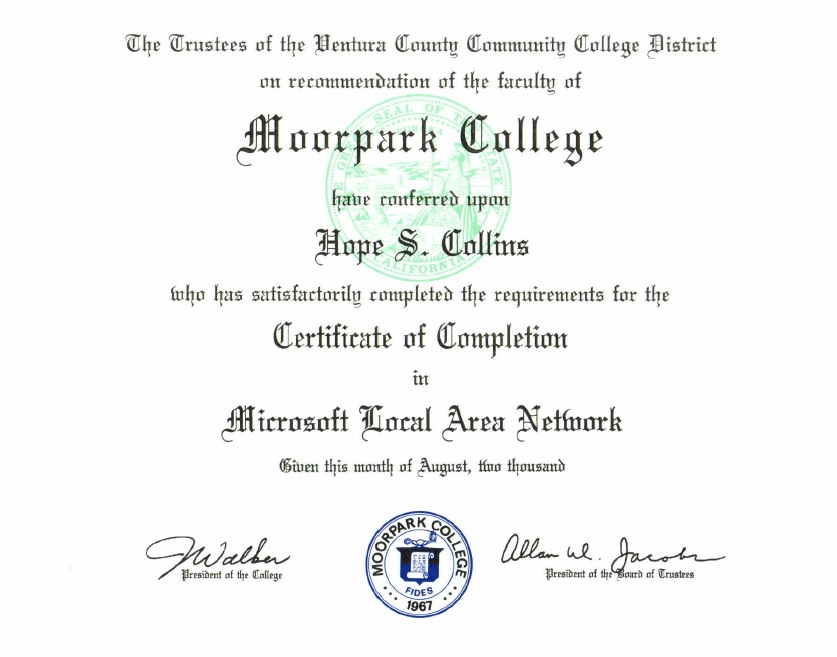 The Trustees of the Ventura County Community College District
on recommendation of the faculty of
Moorpark College
have conferred upon
Hope S. Collins
who has satisfactorily completed the requirements for the
Certificate of Completion
in
Microsoft Local Area Network
Given this month of August, two thousand
JWalker
President of the College
MOORPARK COLLEGE
FIDES
1967
Allan W. Jacobs
President of the Board of Trustees
SEAL OF THE STATE
CALIFORNIA